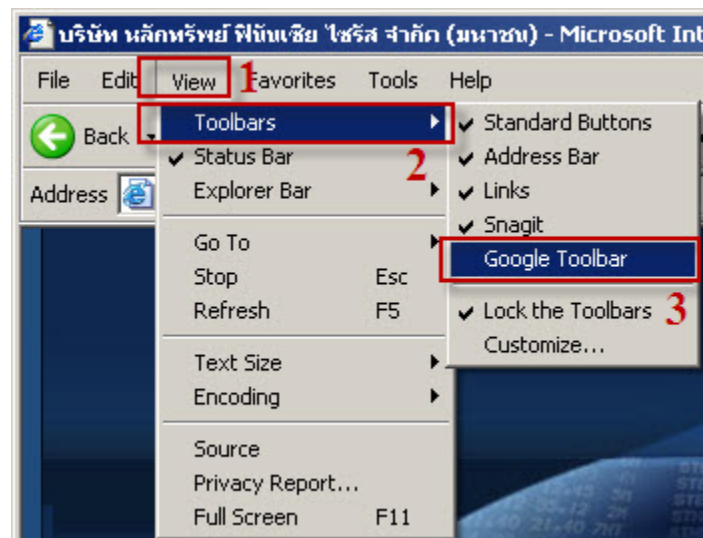 บริษัท หลักทรัพย์ ฟินันเซีย ไซรัส จำกัด (มหาชน) - Microsoft Int
File Edit View 1 Favorites Tools Help
Back
Address
Toolbars
2
Status Bar
Explorer Bar
Go To
Stop Esc
Refresh F5
Text Size
Encoding
Source
Privacy Report...
Full Screen F11
Standard Buttons
Address Bar
Links
Snagit
Google Toolbar
Lock the Toolbars 3
Customize...